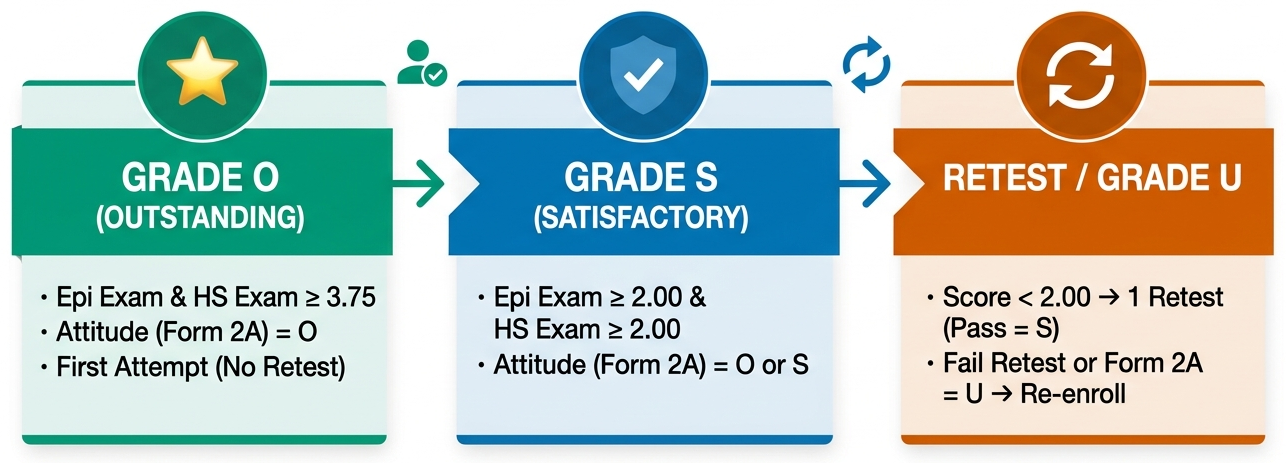 GRADE O
(OUTSTANDING)
• Epi Exam & HS Exam ≥ 3.75
• Attitude (Form 2A) = O
• First Attempt (No Retest)
GRADE S
(SATISFACTORY)
• Epi Exam ≥ 2.00 &
HS Exam ≥ 2.00
• Attitude (Form 2A) = O or S
RETEST / GRADE U
• Score < 2.00 → 1 Retest
(Pass = S)
• Fail Retest or Form 2A
= U → Re-enroll